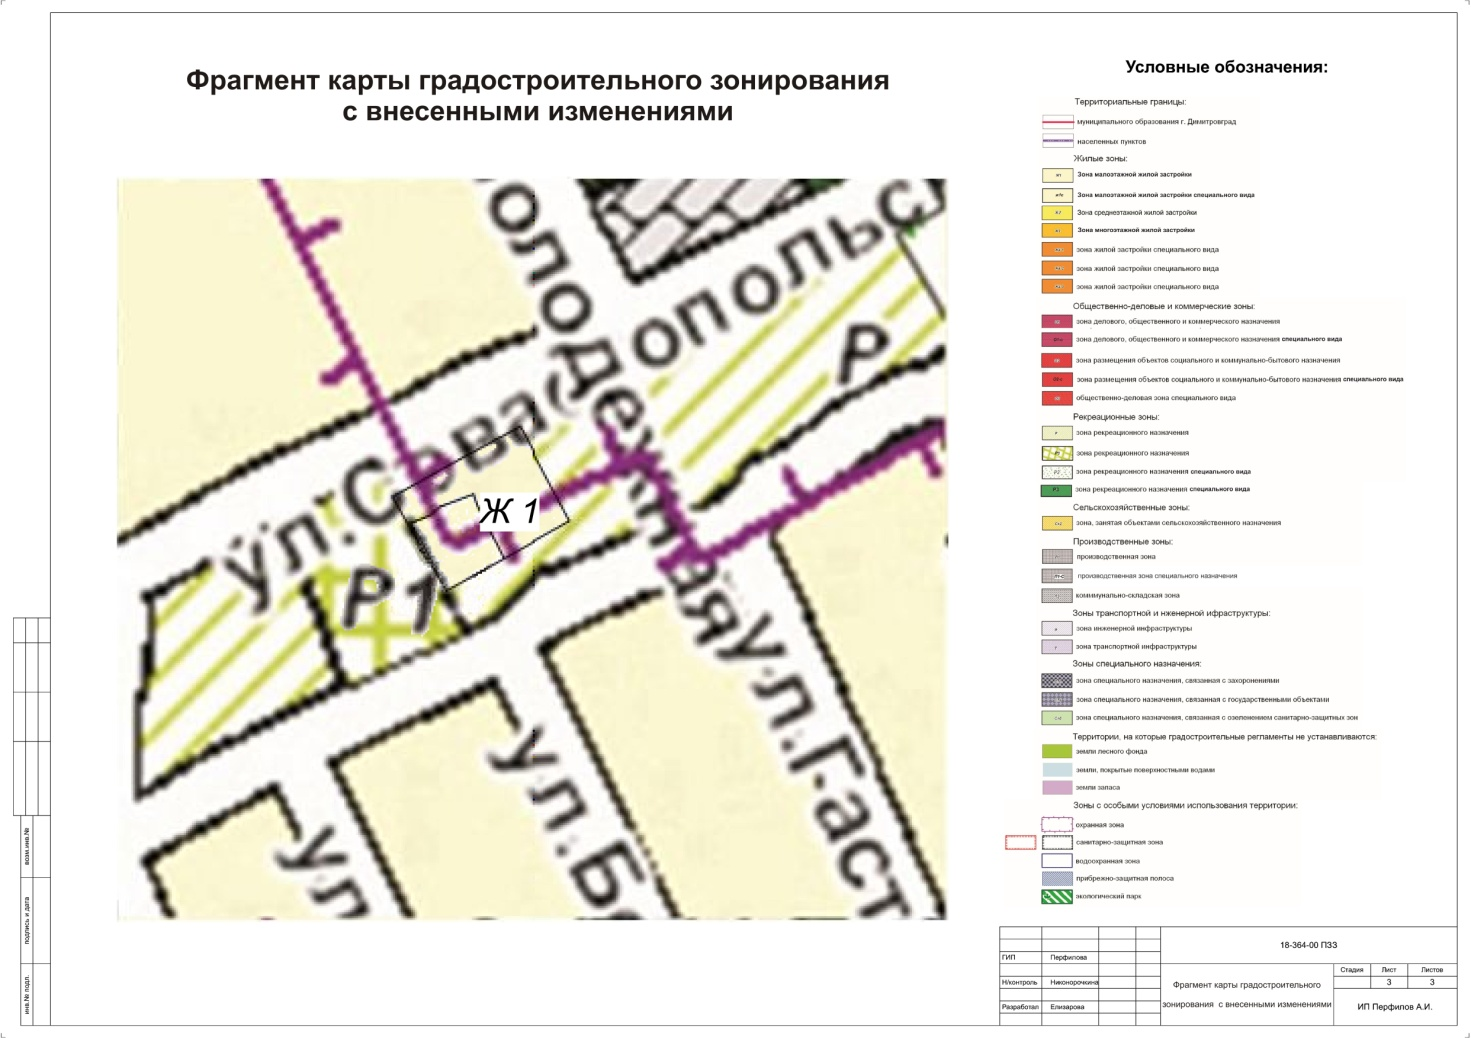 Фрагмент карты градостроительного зонирования
с внесенными изменениями
Условные обозначения:
Территориальные границы:
муниципального образования г. Димитровград
населенных пунктов
Жилые зоны:
Зона малоэтажной жилой застройки
Зона малоэтажной жилой застройки специального вида
Зона среднеэтажной жилой застройки
Зона многоэтажной жилой застройки
зона жилой застройки специального вида
зона жилой застройки специального вида
зона жилой застройки специального вида
Общественно-деловые и коммерческие зоны:
зона делового, общественного и коммерческого назначения
зона делового, общественного и коммерческого назначения специального вида
зона размещения объектов социального и коммунально-бытового назначения
зона размещения объектов социального и коммунально-бытового назначения специального вида
общественно-деловая зона специального вида
Рекреационные зоны:
зона рекреационного назначения
зона рекреационного назначения
зона рекреационного назначения специального вида
зона рекреационного назначения специального вида
Сельскохозяйственные зоны:
зона, занятая объектами сельскохозяйственного назначения
Производственные зоны:
производственная зона
производственная зона специального назначения
коммунально-складская зона
Зоны транспортной и инженерной ифраструктуры:
зона инженерной инфраструктуры
зона транспортной инфраструктуры
Зоны специального назначения:
зона специального назначения, связанная с захоронениями
зона специального назначения, связанная с государственными объектами
зона специального назначения, связанная с озеленением санитарно-защитных зон
Территории, на которые градостроительные регламенты не устанавливаются:
земли лесного фонда
земли, покрытые поверхностными водами
земли запаса
Зоны с особыми условиями использования территории:
охранная зона
санитарно-защитная зона
водоохранная зона
прибрежно-защитная полоса
экологический парк
Ж 1
Р1
Р
ул.Гаст
ул.Бе
ул
взам.инв.№
подпись и дата
инв.№ подл.
18-364-00 ПЗЗ
ГИП Перфилова
Стадия Лист Листов
Н/контроль Никонорочкина
3 3
Фрагмент карты градостроительного
зонирования с внесенными изменениями
Разработал Елизарова
ИП Перфилов А.И.